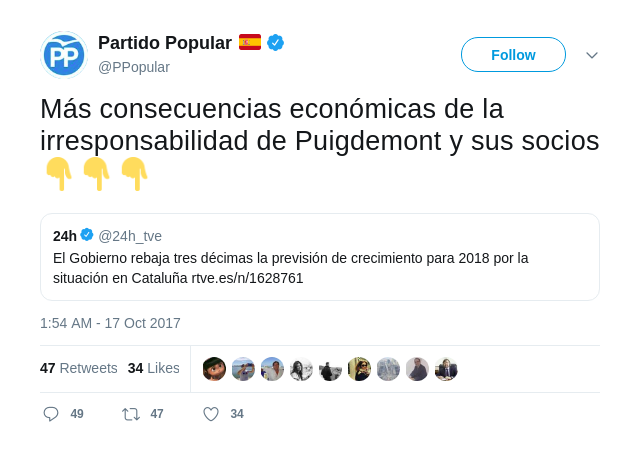 PP
Partido Popular
@PPopular
Follow
Más consecuencias económicas de la
irresponsabilidad de Puigdemont y sus socios
24h @24h_tve
El Gobierno rebaja tres décimas la previsión de crecimiento para 2018 por la
situación en Cataluña rtve.es/n/1628761
1:54 AM - 17 Oct 2017
47 Retweets 34 Likes
49 47 34